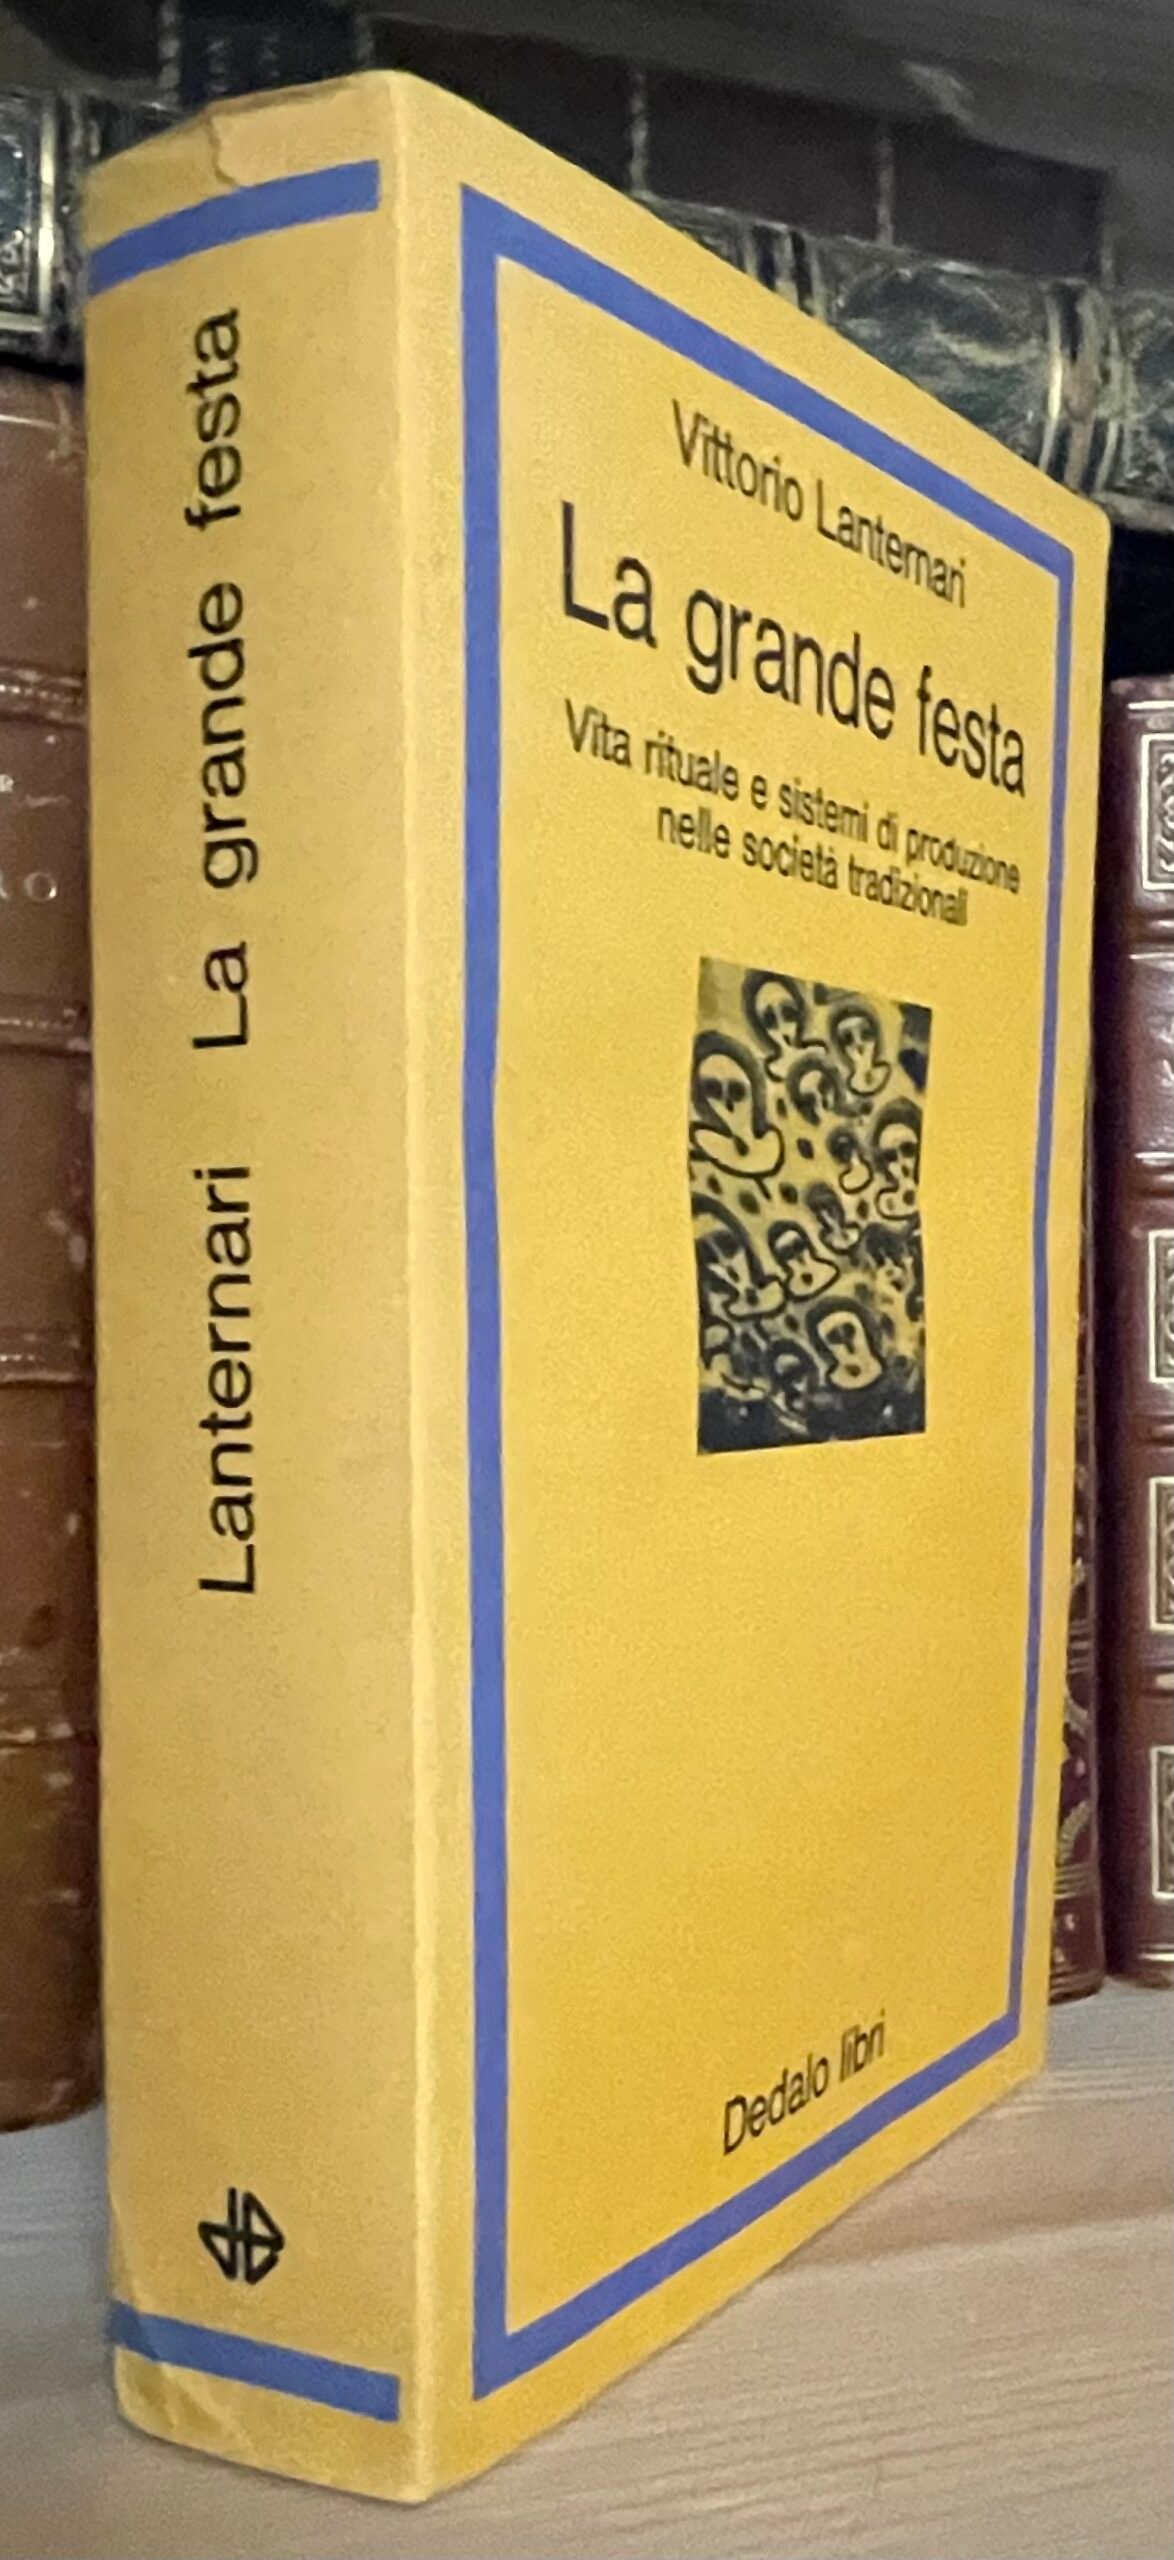 Lanternari La grande festa
Vittorio Lanternari
La grande festa
Vita rituale e sistemi di produzione
nelle società tradizionali
Dedalo libri